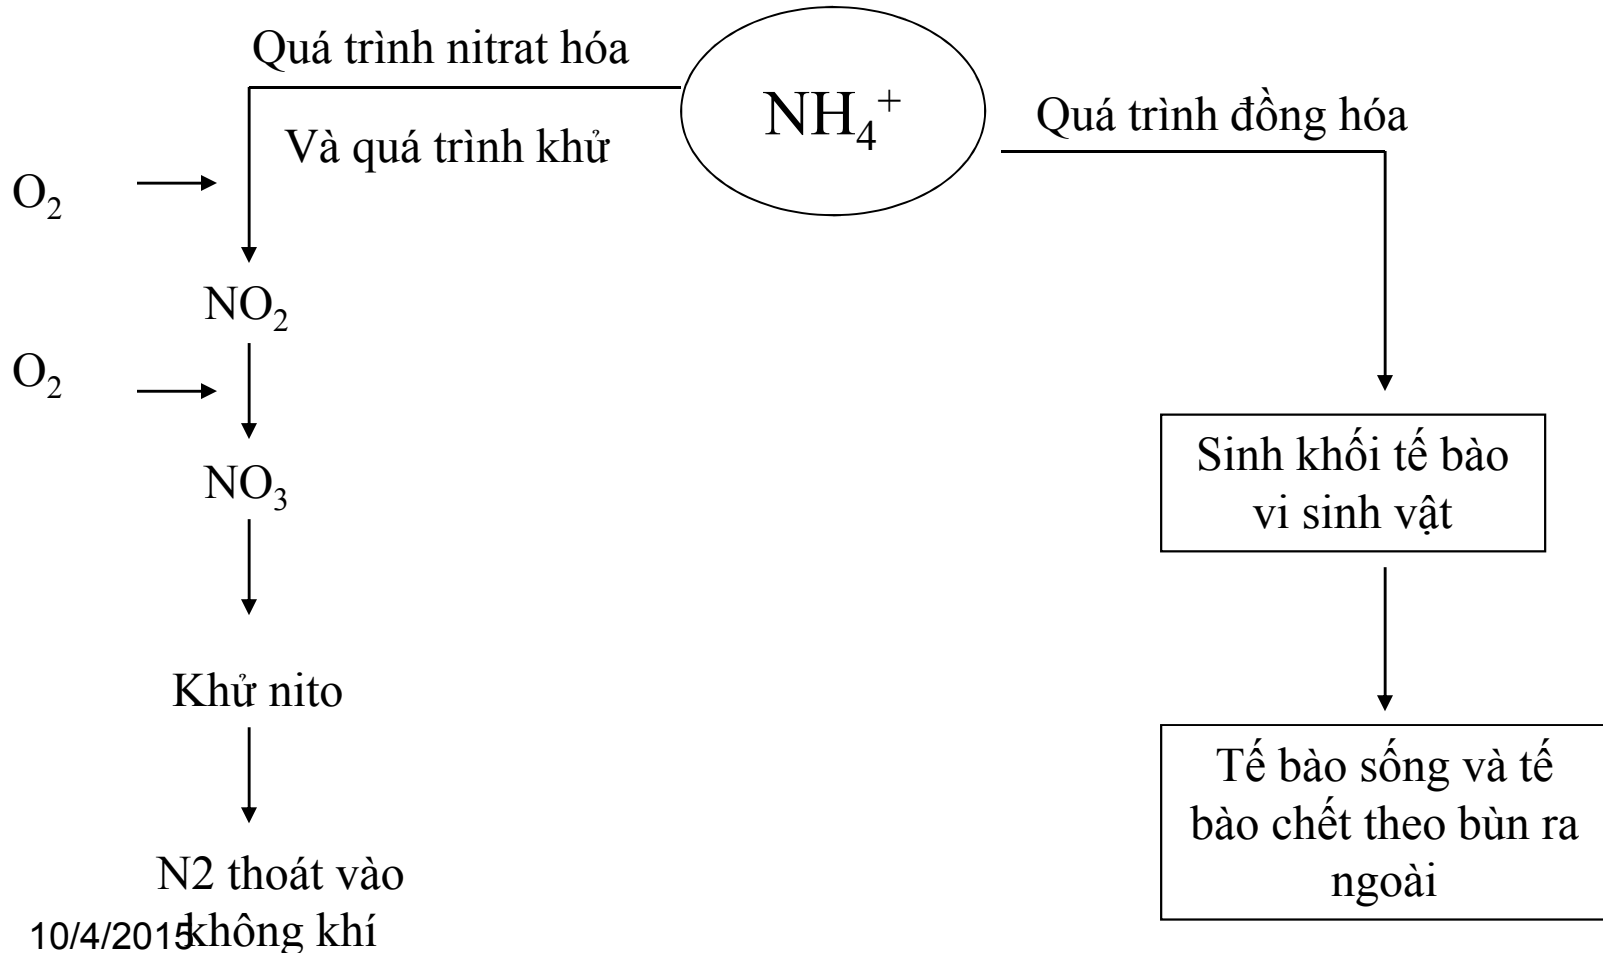 Quá trình nitrat hóa
NH₄⁺
Quá trình đồng hóa
Và quá trình khử
O₂
NO₂
O₂
NO₃
Sinh khối tế bào
vi sinh vật
Khử nito
Tế bào sống và tế
bào chết theo bùn ra
ngoài
N2 thoát vào
không khí
10/4/2015